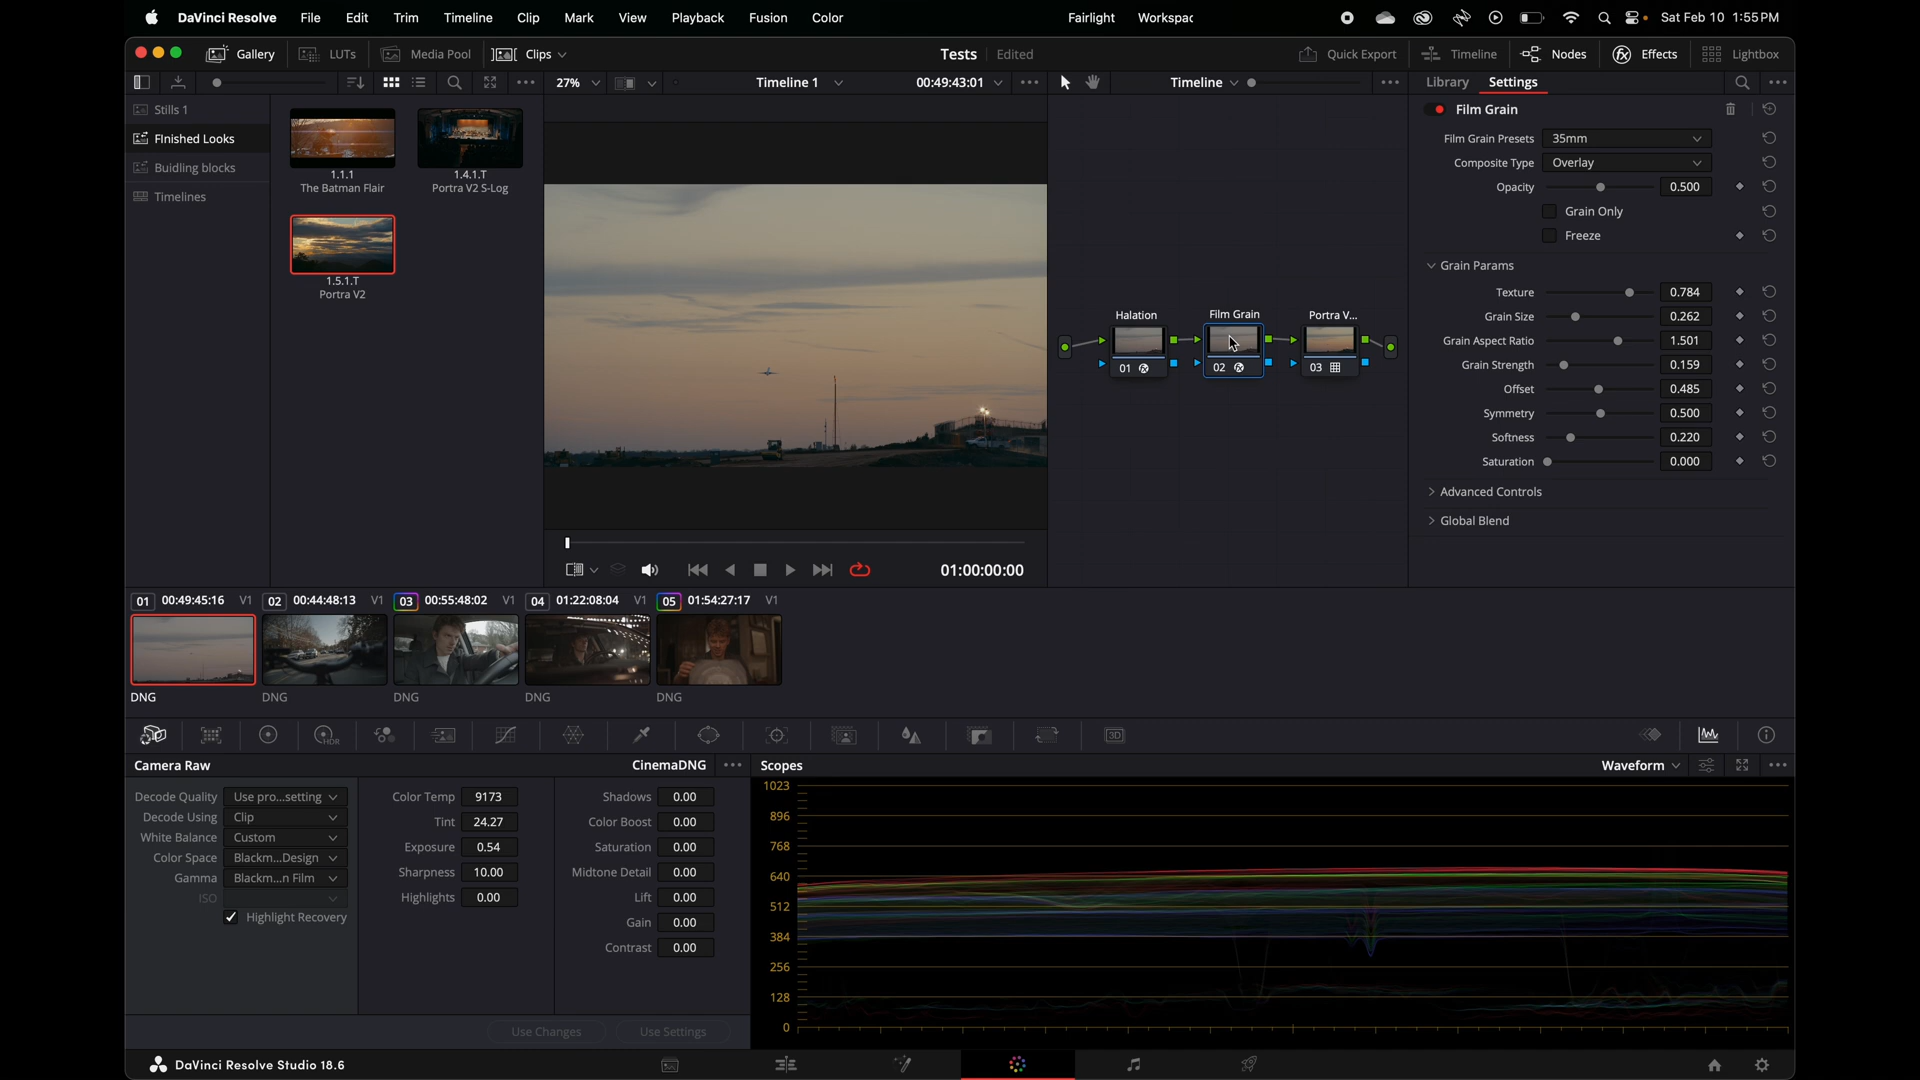 DaVinci Resolve File Edit Trim Timeline Clip Mark View Playback Fusion Color Fairlight Workspac Sat Feb 10 1:55PM
Gallery LUTs Media Pool Clips Tests Edited Quick Export Timeline Nodes Effects Lightbox
27% Timeline 1 00:49:43:01 Timeline Library Settings
Stills 1
FInished Looks
Buidling blocks
Timelines
1.1.1
The Batman Flair
1.4.1.T
Portra V2 S-Log
1.5.1.T
Portra V2
01:00:00:00
Halation Film Grain Portra V...
01 02 03
Film Grain
Film Grain Presets 35mm
Composite Type Overlay
Opacity 0.500
Grain Only
Freeze
Grain Params
Texture 0.784
Grain Size 0.262
Grain Aspect Ratio 1.501
Grain Strength 0.159
Offset 0.485
Symmetry 0.500
Softness 0.220
Saturation 0.000
Advanced Controls
Global Blend
01 00:49:45:16 V1 02 00:44:48:13 V1 03 00:55:48:02 V1 04 01:22:08:04 V1 05 01:54:27:17 V1
DNG DNG DNG DNG DNG
HDR 3D
Camera Raw CinemaDNG
Decode Quality Use pro...setting
Decode Using Clip
White Balance Custom
Color Space Blackm...Design
Gamma Blackm...n Film
ISO
Highlight Recovery
Color Temp 9173
Tint 24.27
Exposure 0.54
Sharpness 10.00
Highlights 0.00
Shadows 0.00
Color Boost 0.00
Saturation 0.00
Midtone Detail 0.00
Lift 0.00
Gain 0.00
Contrast 0.00
Use Changes Use Settings
Scopes Waveform
1023
896
768
640
512
384
256
128
0
DaVinci Resolve Studio 18.6